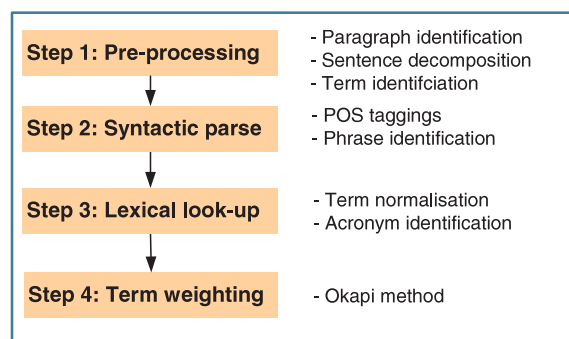 Step 1: Pre-processing
- Paragraph identification
- Sentence decomposition
- Term identifciation
Step 2: Syntactic parse
- POS taggings
- Phrase identification
Step 3: Lexical look-up
- Term normalisation
- Acronym identification
Step 4: Term weighting
- Okapi method